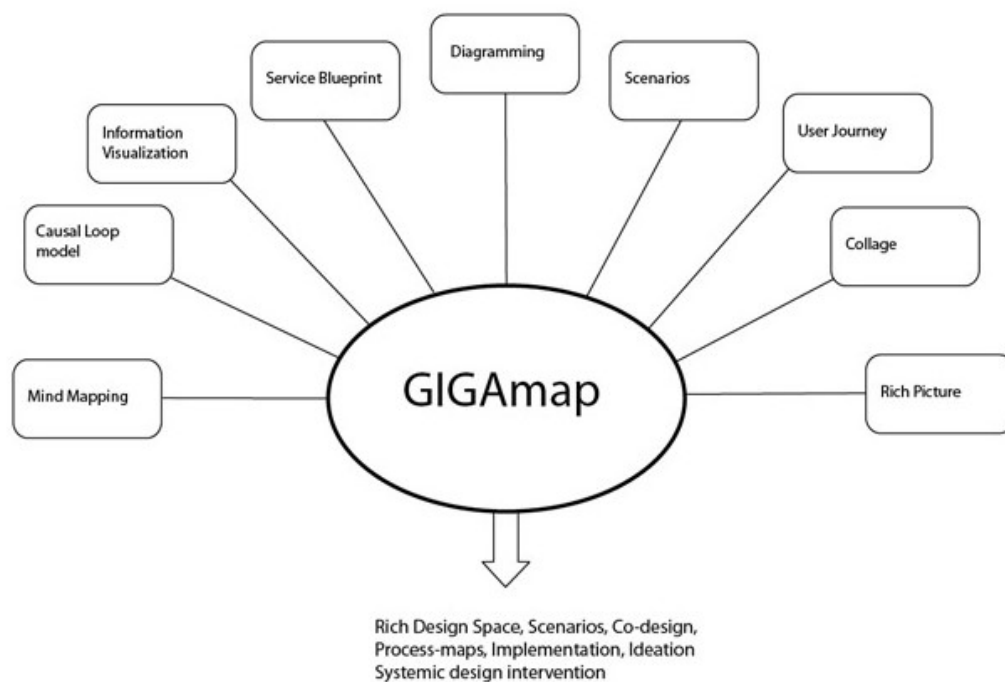 Diagramming
Service Blueprint
Scenarios
Information
Visualization
User Journey
Causal Loop
model
Collage
Mind Mapping
GIGAmap
Rich Picture
Rich Design Space, Scenarios, Co-design,
Process-maps, Implementation, Ideation
Systemic design intervention